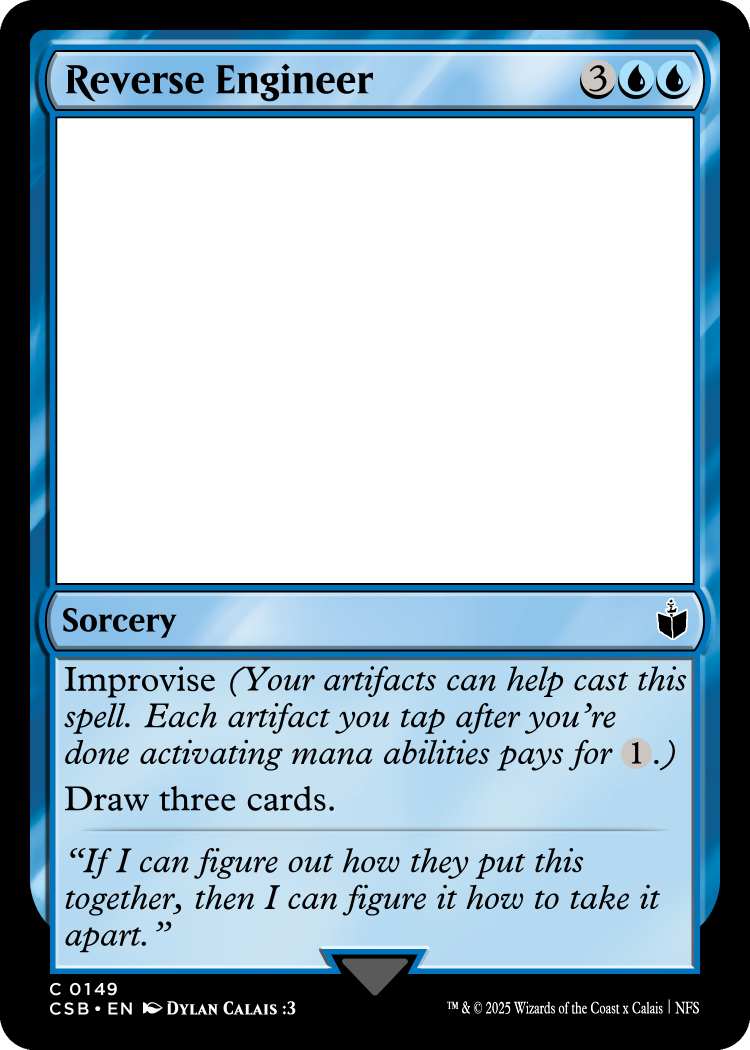 Reverse Engineer 3
Sorcery
Improvise (Your artifacts can help cast this
spell. Each artifact you tap after you’re
done activating mana abilities pays for 1.)
Draw three cards.
“If I can figure out how they put this
together, then I can figure it how to take it
apart.”
C 0149
CSB • EN DYLAN CALAIS :3
™ & © 2025 Wizards of the Coast x Calais | NFS